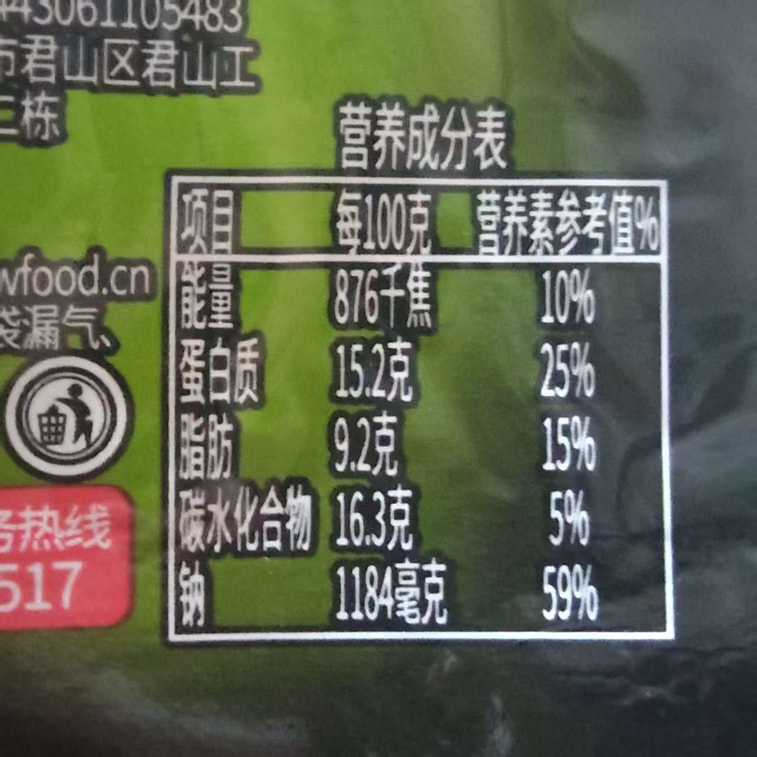 43061105483
市君山区君山工
二栋
营养成分表
项目 每100克 营养素参考值%
能量 876千焦 10%
蛋白质 15.2克 25%
脂肪 9.2克 15%
碳水化合物 16.3克 5%
钠 1184毫克 59%
wfood.cn
袋漏气、
务热线
517